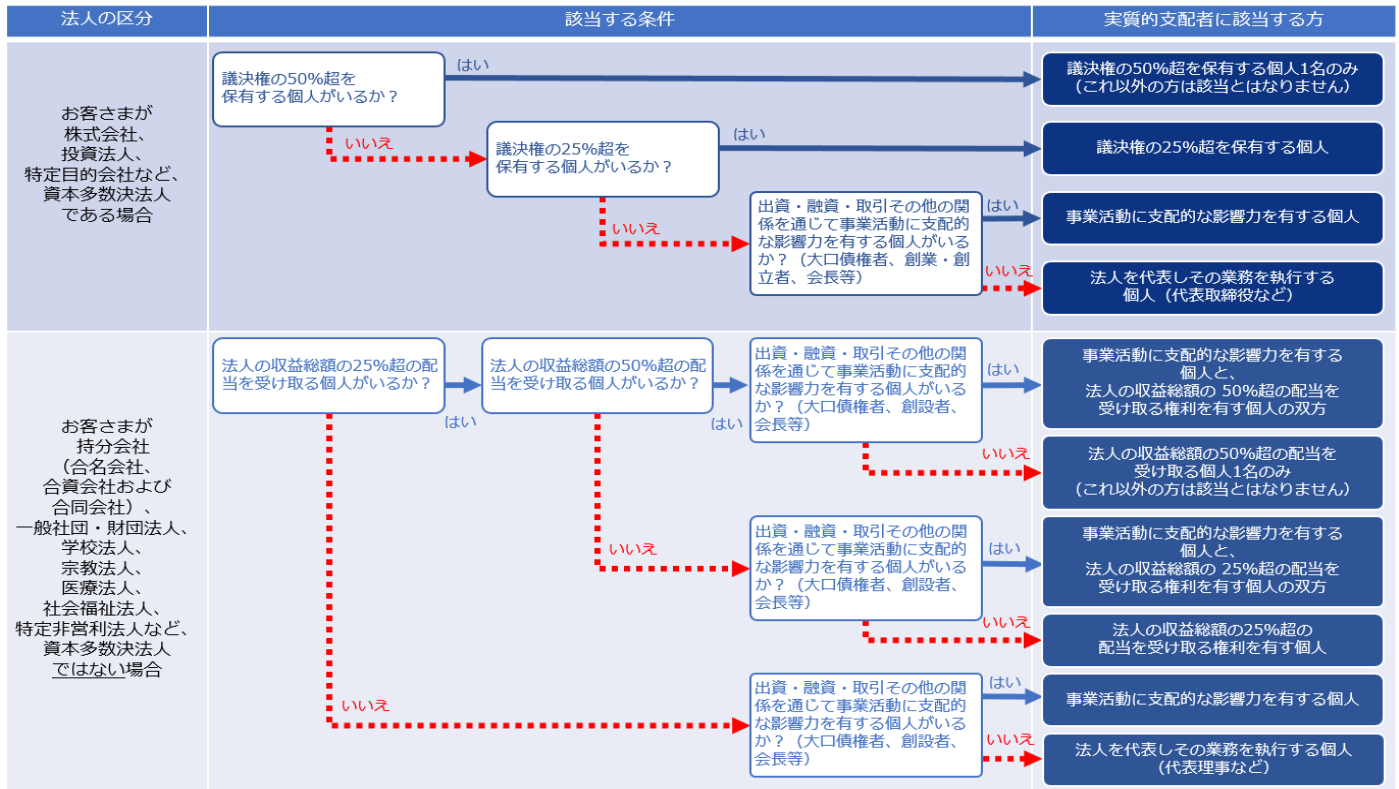 法人の区分
該当する条件
実質的支配者に該当する方
お客さまが
株式会社、
投資法人、
特定目的会社など、
資本多数決法人
である場合
議決権の50%超を
保有する個人がいるか？
はい
議決権の50%超を保有する個人1名のみ
（これ以外の方は該当とはなりません）
いいえ
議決権の25%超を
保有する個人がいるか？
はい
議決権の25%超を保有する個人
いいえ
出資・融資・取引その他の関
係を通じて事業活動に支配的
な影響力を有する個人がいる
か？（大口債権者、創業・創
立者、会長等）
はい
事業活動に支配的な影響力を有する個人
いいえ
法人を代表しその業務を執行する
個人（代表取締役など）
お客さまが
持分会社
（合名会社、
合資会社および
合同会社）、
一般社団・財団法人、
学校法人、
宗教法人、
医療法人、
社会福祉法人、
特定非営利法人など、
資本多数決法人
ではない場合
法人の収益総額の25%超の配
当を受け取る個人がいるか？
はい
法人の収益総額の50%超の配
当を受け取る個人がいるか？
はい
出資・融資・取引その他の関
係を通じて事業活動に支配的
な影響力を有する個人がいる
か？（大口債権者、創設者、
会長等）
はい
事業活動に支配的な影響力を有する
個人と、
法人の収益総額の 50%超の配当を
受け取る権利を有す個人の双方
いいえ
法人の収益総額の50%超の配当を
受け取る個人1名のみ
（これ以外の方は該当とはなりません）
いいえ
出資・融資・取引その他の関
係を通じて事業活動に支配的
な影響力を有する個人がいる
か？（大口債権者、創設者、
会長等）
はい
事業活動に支配的な影響力を有する
個人と、
法人の収益総額の 25%超の配当を
受け取る権利を有す個人の双方
いいえ
法人の収益総額の25%超の
配当を受け取る権利を有す個人
いいえ
出資・融資・取引その他の関
係を通じて事業活動に支配的
な影響力を有する個人がいる
か？（大口債権者、創設者、
会長等）
はい
事業活動に支配的な影響力を有する個人
いいえ
法人を代表しその業務を執行する個人
(代表理事など）